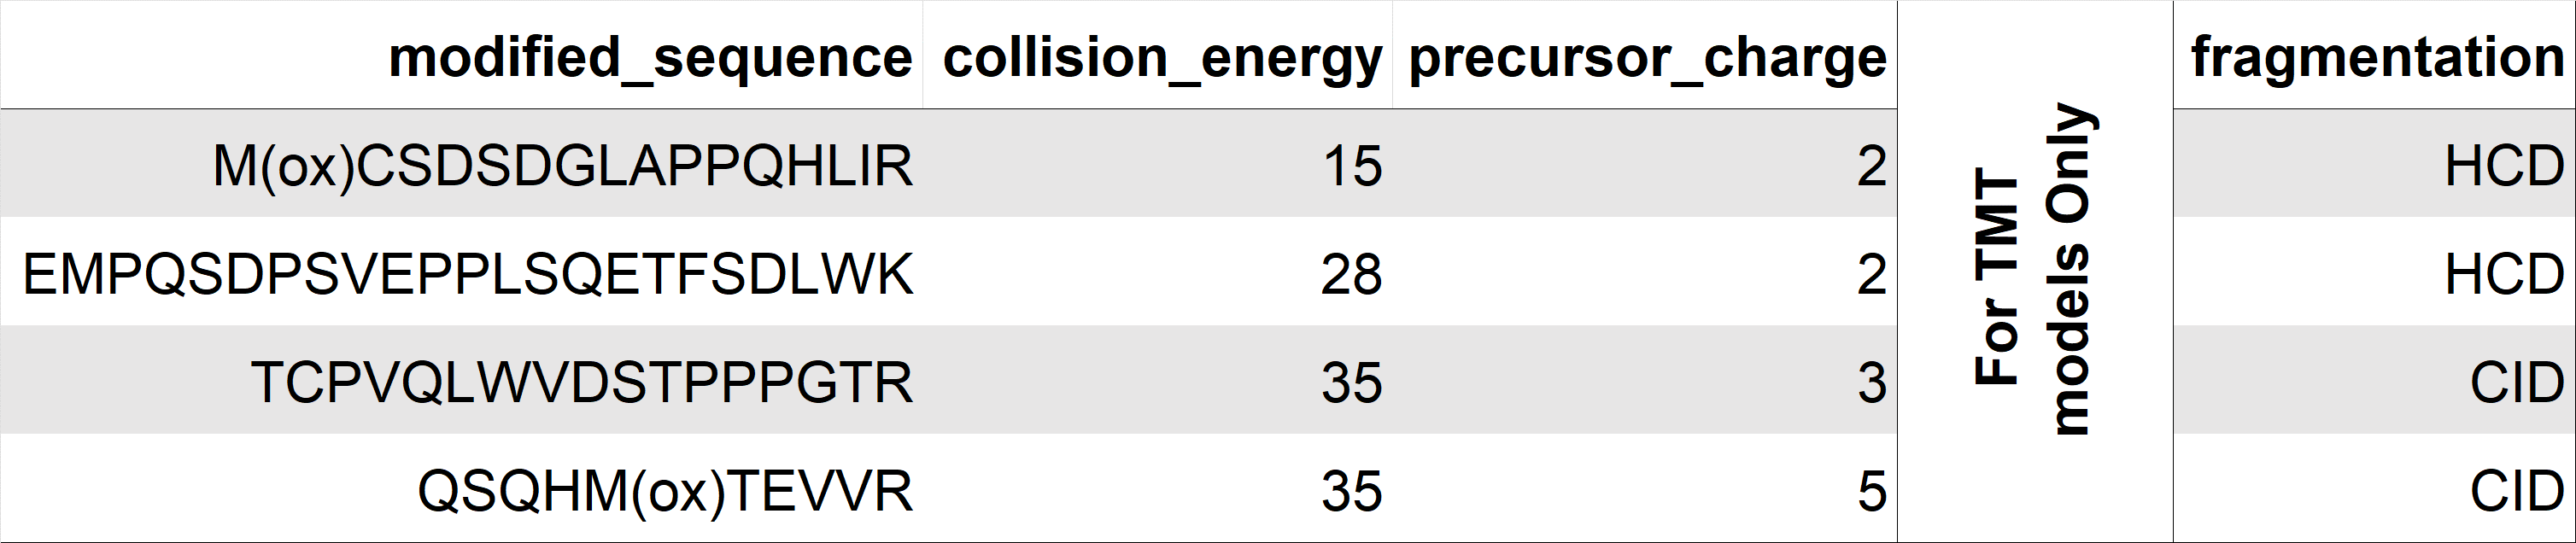 modified_sequence collision_energy precursor_charge For TMT models Only fragmentation
M(ox)CSDSDGLAPPQHLIR 15 2 HCD
EMPQSDPSVEPPLSQETFSDLWK 28 2 HCD
TCPVQLWVDSTPPPGTR 35 3 CID
QSQHM(ox)TEVVR 35 5 CID